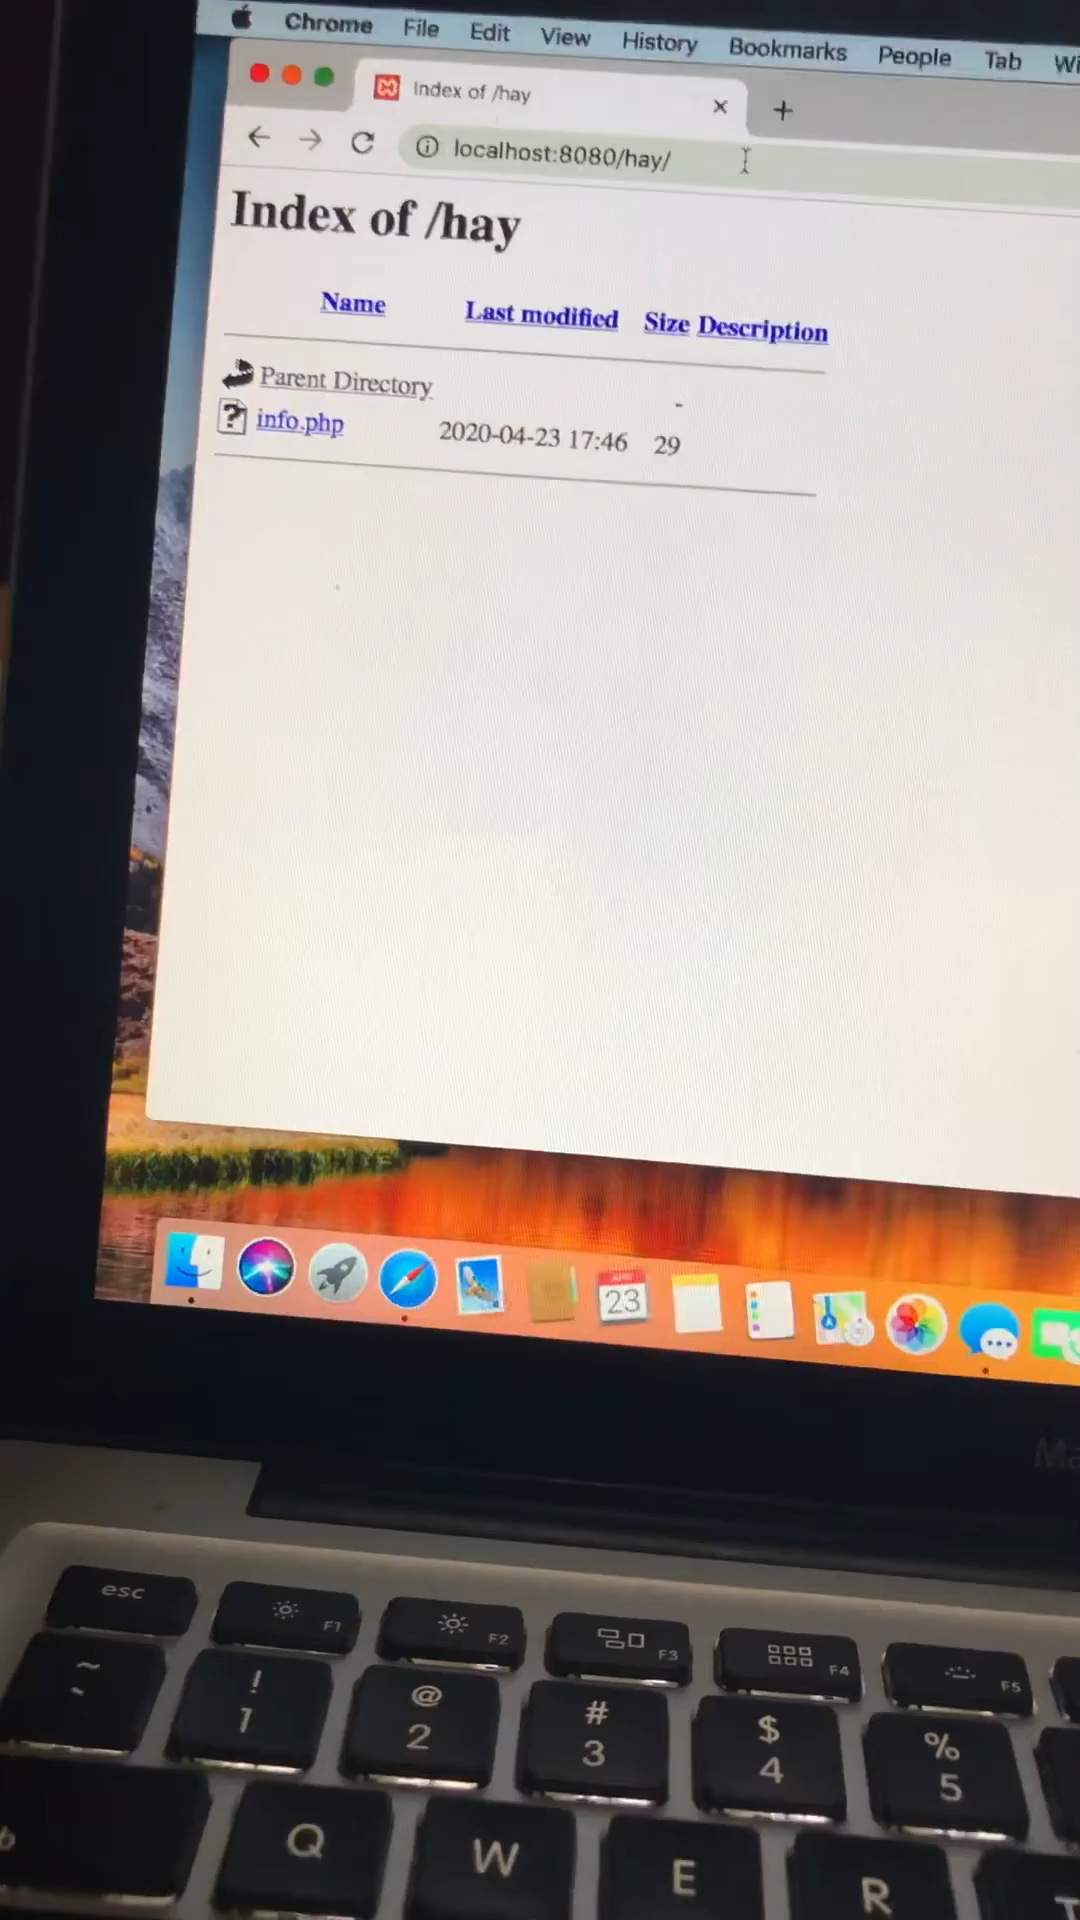 Chrome File Edit View History Bookmarks People Tab
Index of /hay
localhost:8080/hay/
Index of /hay
Name Last modified Size Description
Parent Directory -
info.php 2020-04-23 17:46 29
23
esc F1 F2 F3 F4 F5
~ ! @ # $ %
1 2 3 4 5
Q W E R